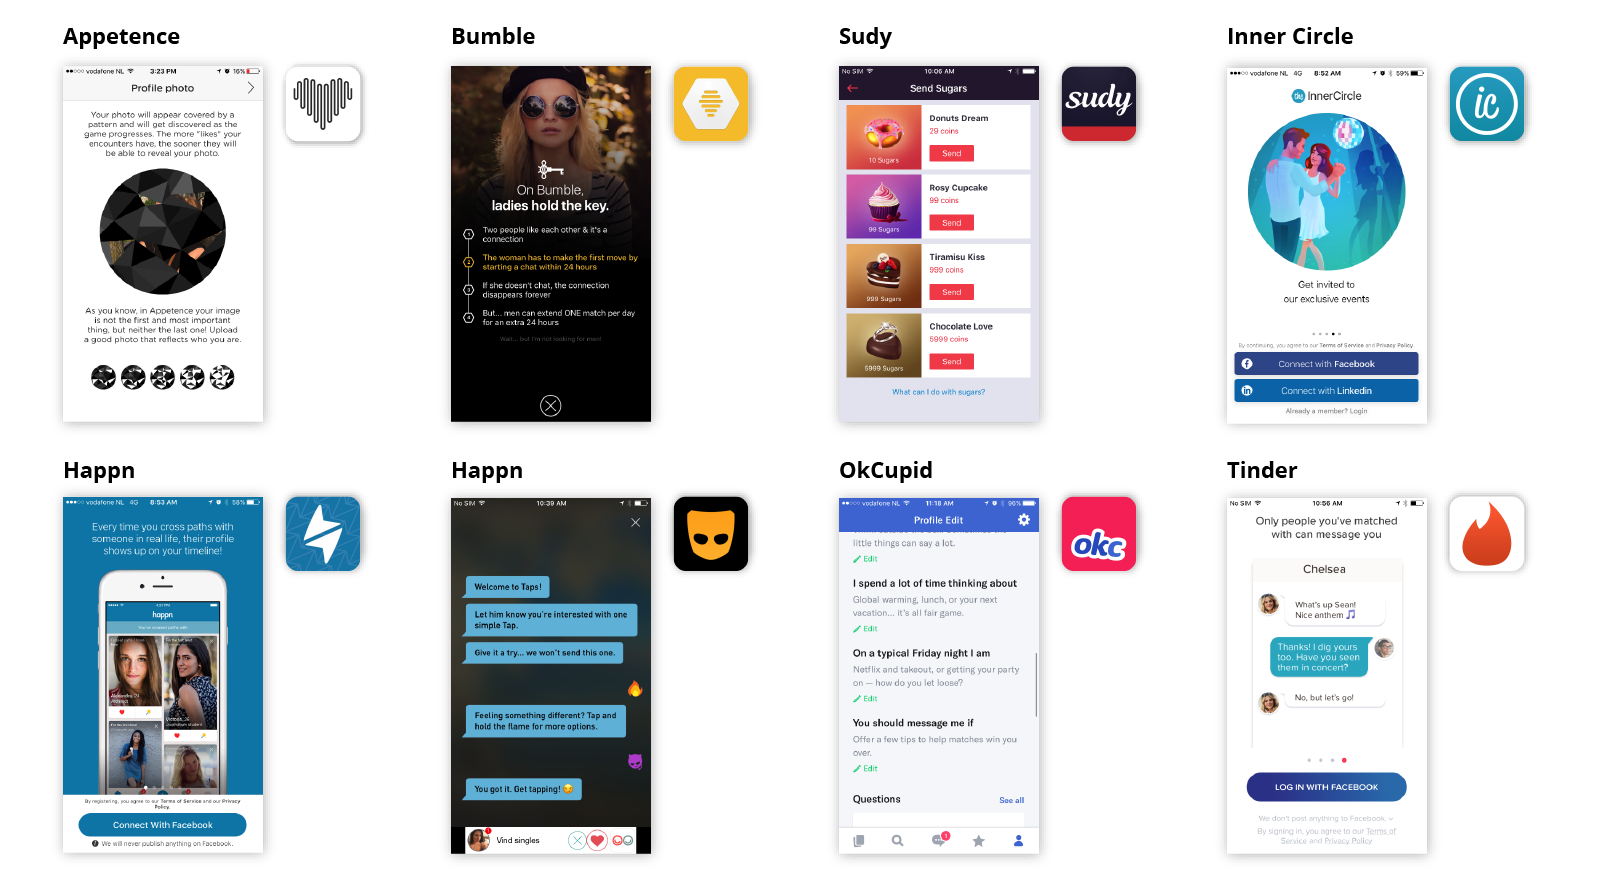 Appetence
vodafone NL 3:23 PM 16%
Profile photo
Your photo will appear covered by a
pattern and will get discovered as the
game progresses. The more "likes" your
encounters have, the sooner they will
be able to reveal your photo.
As you know, in Appetence your image
is not the first and most important
thing, but neither the last one! Upload
a good photo that reflects who you are.
Bumble
On Bumble,
ladies hold the key.
1
Two people like each other & it's a
connection
2
The woman has to make the first move by
starting a chat within 24 hours
3
If she doesn't chat, the connection
disappears forever
4
But... men can extend ONE match per day
for an extra 24 hours
Wait... but I'm not looking for men!
Sudy
No SIM 10:06 AM
Send Sugars
sudy
Donuts Dream
29 coins
Send
10 Sugars
Rosy Cupcake
99 coins
Send
99 Sugars
Tiramisu Kiss
999 coins
Send
999 Sugars
Chocolate Love
5999 coins
Send
5999 Sugars
What can I do with sugars?
Inner Circle
vodafone NL 4G 8:52 AM 59%
the InnerCircle
ic
Get invited to
our exclusive events
By continuing, you agree to our Terms of Service and Privacy Policy.
Connect with Facebook
in Connect with Linkedin
Already a member? Login
Happn
vodafone NL 4G 8:53 AM 58%
Every time you cross paths with
someone in real life, their profile
shows up on your timeline!
happn
By registering, you agree to our Terms of Service and our Privacy
Policy.
Connect With Facebook
We will never publish anything on Facebook.
Happn
No SIM 10:39 AM
Welcome to Taps!
Let him know you're interested with one
simple Tap.
Give it a try... we won't send this one.
Feeling something different? Tap and
hold the flame for more options.
You got it. Get tapping!
Vind singles
OkCupid
vodafone NL 11:18 AM 96%
Profile Edit
okc
little things can say a lot.
Edit
I spend a lot of time thinking about
Global warming, lunch, or your next
vacation... it's all fair game.
Edit
On a typical Friday night I am
Netflix and takeout, or getting your party
on — how do you let loose?
Edit
You should message me if
Offer a few tips to help matches win you
over.
Edit
Questions See all
1
Tinder
No SIM 10:56 AM
Only people you've matched
with can message you
Chelsea
What's up Sean!
Nice anthem
Thanks! I dig yours
too. Have you seen
them in concert?
No, but let's go!
LOG IN WITH FACEBOOK
We don't post anything to Facebook
By signing in, you agree to our Terms of
Service and Privacy Policy